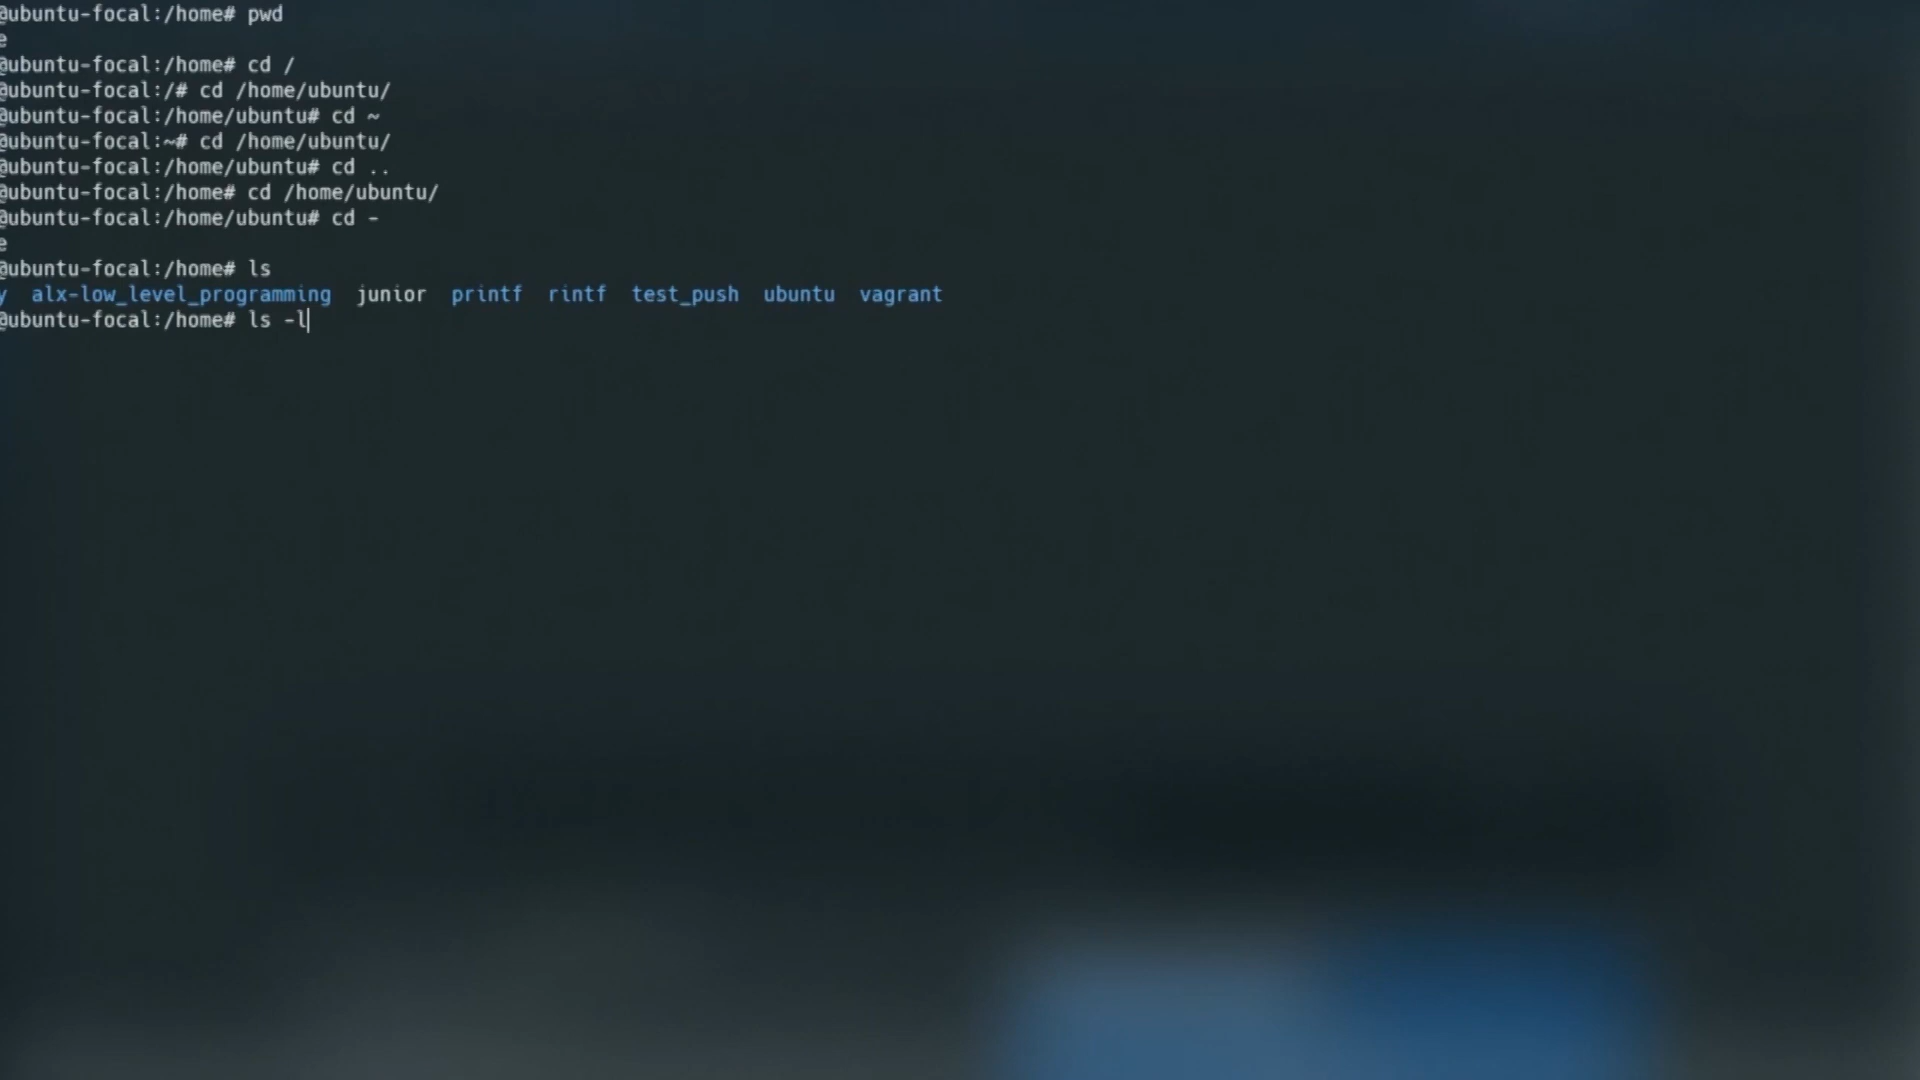 @ubuntu-focal:/home# pwd
e
@ubuntu-focal:/home# cd /
@ubuntu-focal:/# cd /home/ubuntu/
@ubuntu-focal:/home/ubuntu# cd ~
@ubuntu-focal:~# cd /home/ubuntu/
@ubuntu-focal:/home/ubuntu# cd ..
@ubuntu-focal:/home# cd /home/ubuntu/
@ubuntu-focal:/home/ubuntu# cd -
e
@ubuntu-focal:/home# ls
y  alx-low_level_programming  junior  printf  rintf  test_push  ubuntu  vagrant
@ubuntu-focal:/home# ls -l